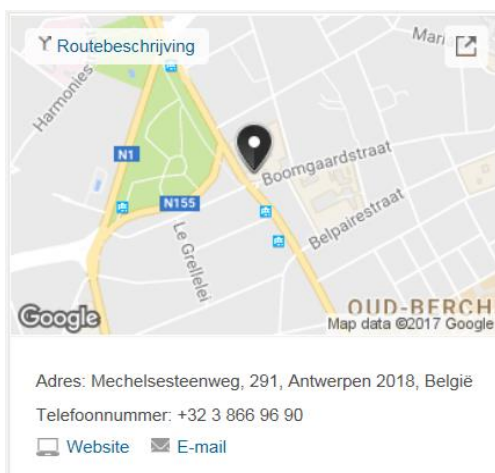 Routebeschrijving
Mari
Harmonies
N1
Boomgaardstraat
N155
Belpairestraat
Le Grellelei
OUD-BERCH
Google
Map data ©2017 Google
Adres: Mechelsesteenweg, 291, Antwerpen 2018, België
Telefoonnummer: +32 3 866 96 90
Website E-mail